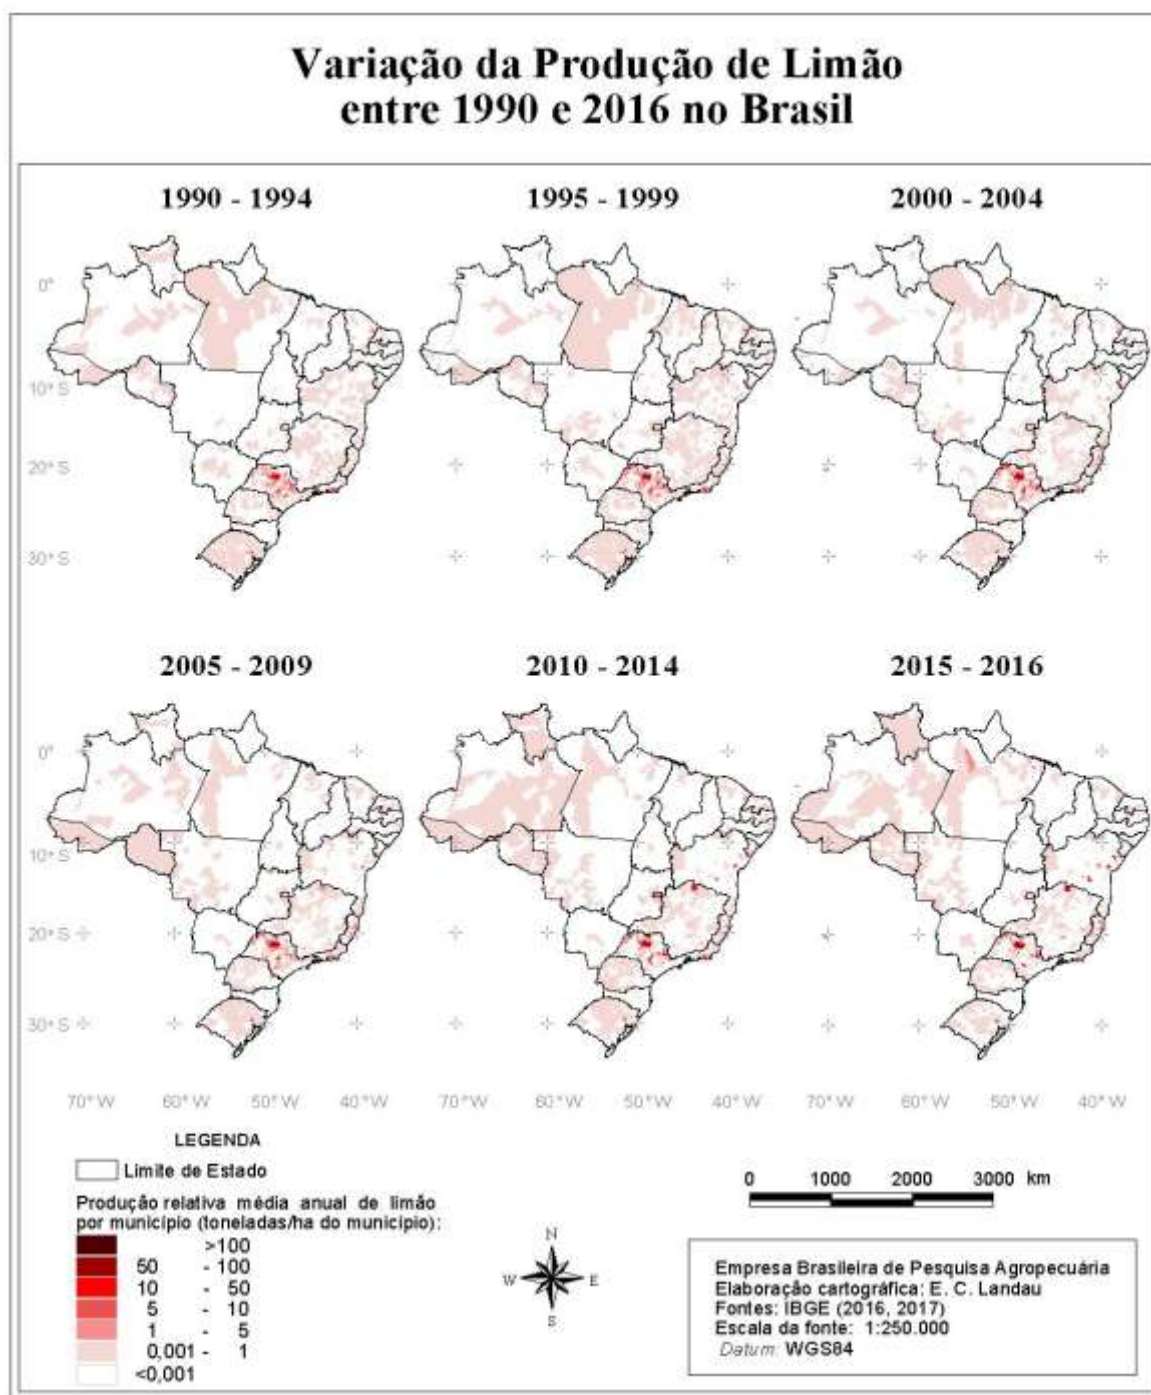 Variação da Produção de Limão
entre 1990 e 2016 no Brasil
1990 - 1994
1995 - 1999
2000 - 2004
0°
10° S
20° S
30° S
2005 - 2009
2010 - 2014
2015 - 2016
0°
10° S
20° S
30° S
70° W 60° W 50° W 40° W 70° W 60° W 50° W 40° W 70° W 60° W 50° W 40° W
LEGENDA
Limite de Estado
Produção relativa média anual de limão
por município (toneladas/ha do município):
>100
50 - 100
10 - 50
5 - 10
1 - 5
0,001 - 1
<0,001
N
W E
S
0 1000 2000 3000 km
Empresa Brasileira de Pesquisa Agropecuária
Elaboração cartográfica: E. C. Landau
Fontes: IBGE (2016, 2017)
Escala da fonte: 1:250.000
Datum: WGS84